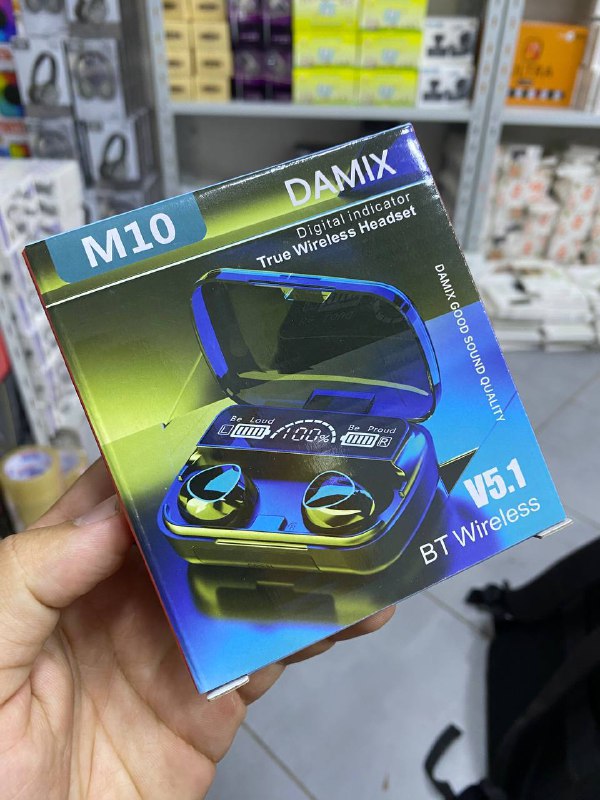 M10
DAMIX
Digital indicator
True Wireless Headset
DAMIX GOOD SOUND QUALITY
Be Loud
Be Proud
L
100%
R
V5.1
BT Wireless